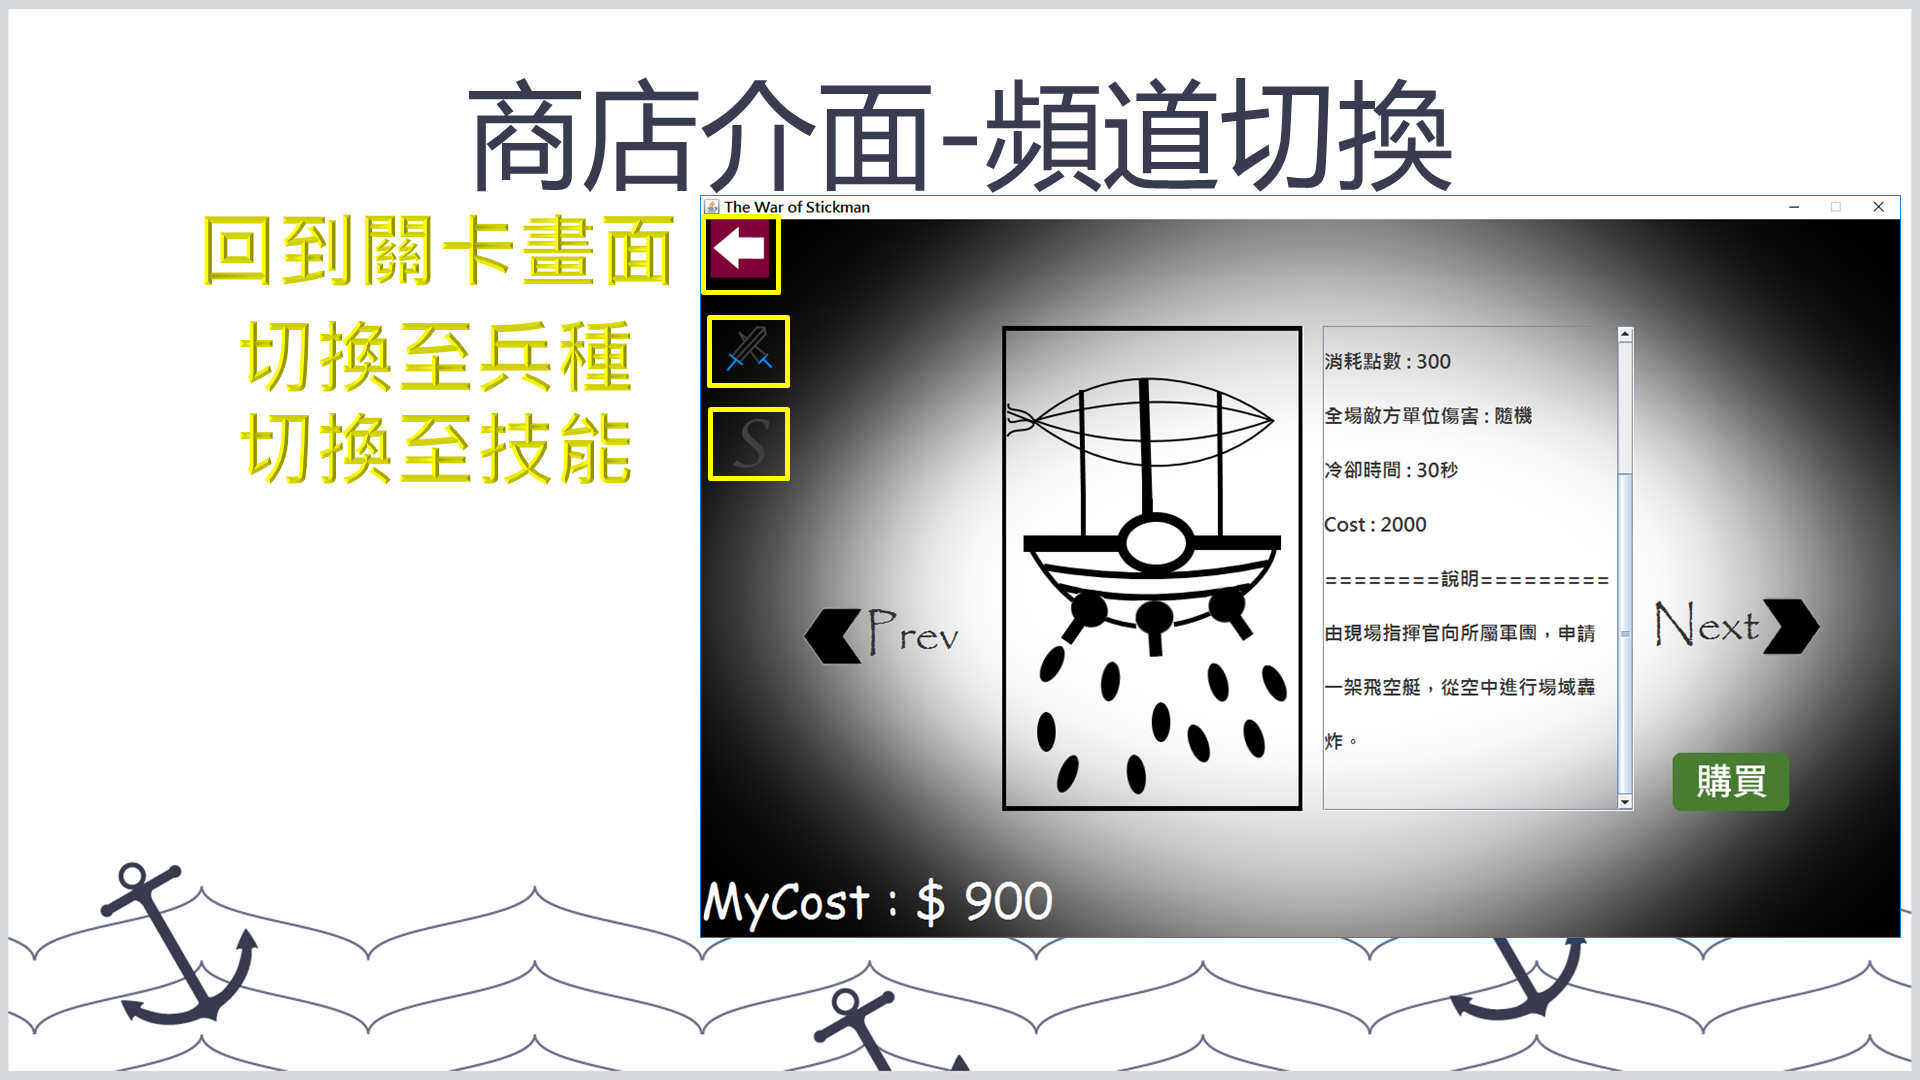 商店介面-頻道切換
回到關卡畫面
切換至兵種
切換至技能
The War of Stickman
S
消耗點數 : 300
全場敵方單位傷害 : 隨機
冷卻時間 : 30秒
Cost : 2000
========說明=========
由現場指揮官向所屬軍團，申請
一架飛空艇，從空中進行場域轟
炸。
Prev
Next
購買
MyCost : $ 900